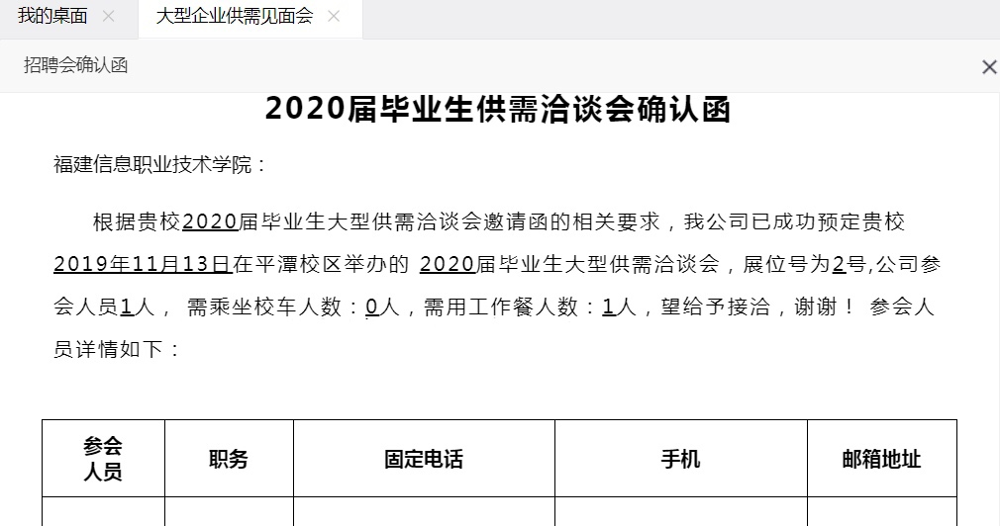 我的桌面 × 大型企业供需见面会 ×
招聘会确认函 ×
2020届毕业生供需洽谈会确认函
福建信息职业技术学院：
根据贵校2020届毕业生大型供需洽谈会邀请函的相关要求，我公司已成功预定贵校
2019年11月13日在平潭校区举办的 2020届毕业生大型供需洽谈会，展位号为2号,公司参
会人员1人， 需乘坐校车人数：0人，需用工作餐人数：1人，望给予接洽，谢谢！ 参会人
员详情如下：
参会
人员 职务 固定电话 手机 邮箱地址